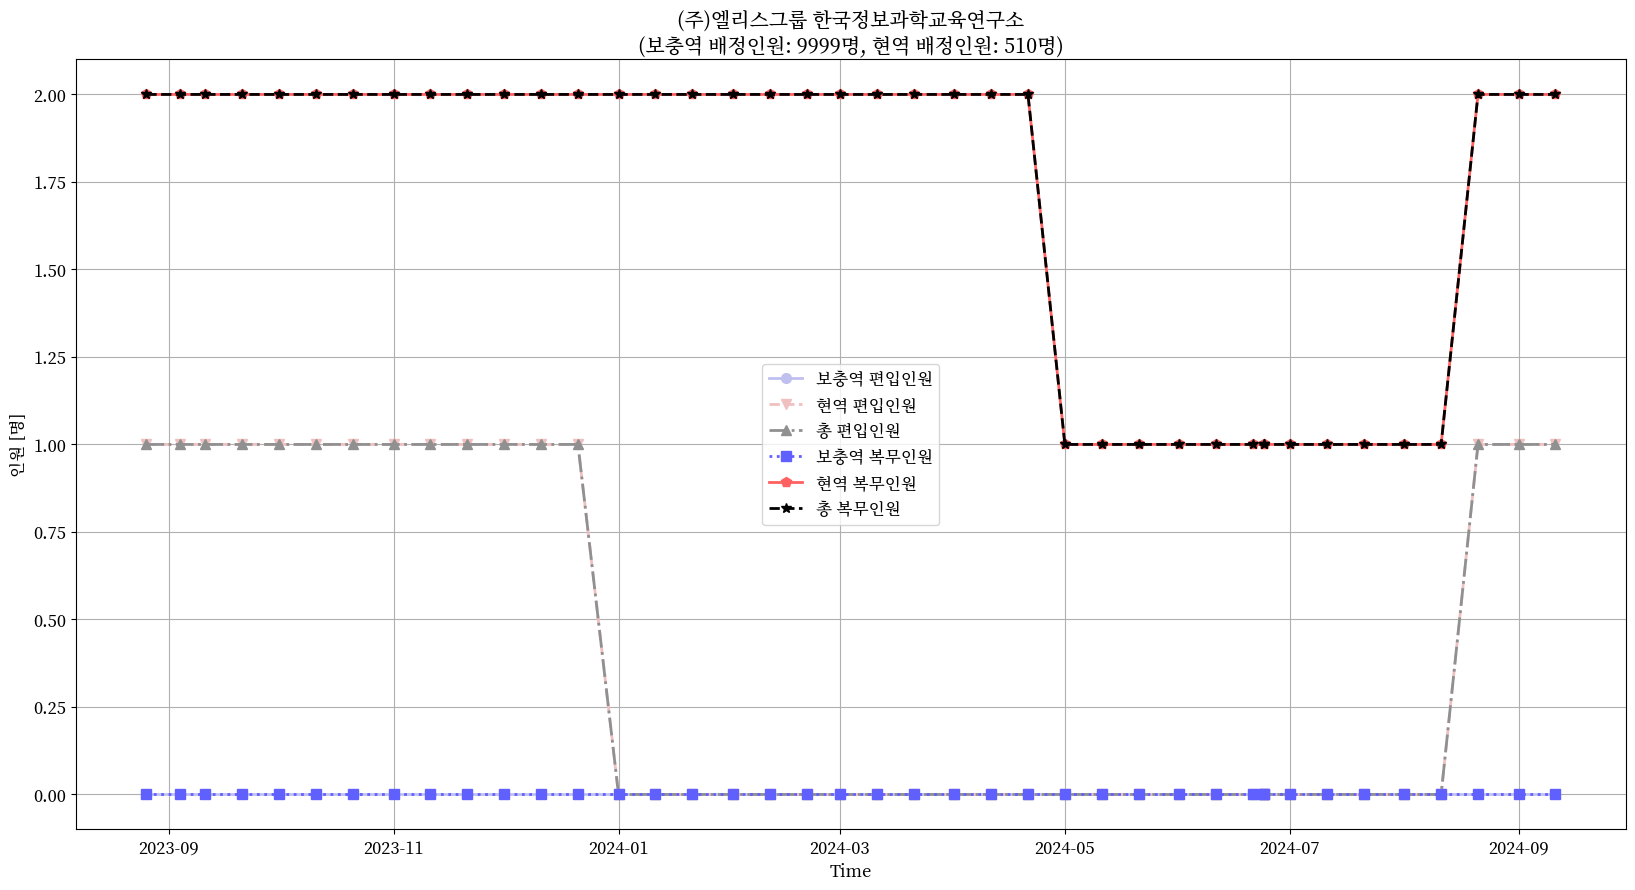 (주)엘리스그룹 한국정보과학교육연구소
(보충역 배정인원: 9999명, 현역 배정인원: 510명)
2.00
1.75
1.50
1.25
1.00
0.75
0.50
0.25
0.00
인원 [명]
보충역 편입인원
현역 편입인원
총 편입인원
보충역 복무인원
현역 복무인원
총 복무인원
2023-09 2023-11 2024-01 2024-03 2024-05 2024-07 2024-09
Time